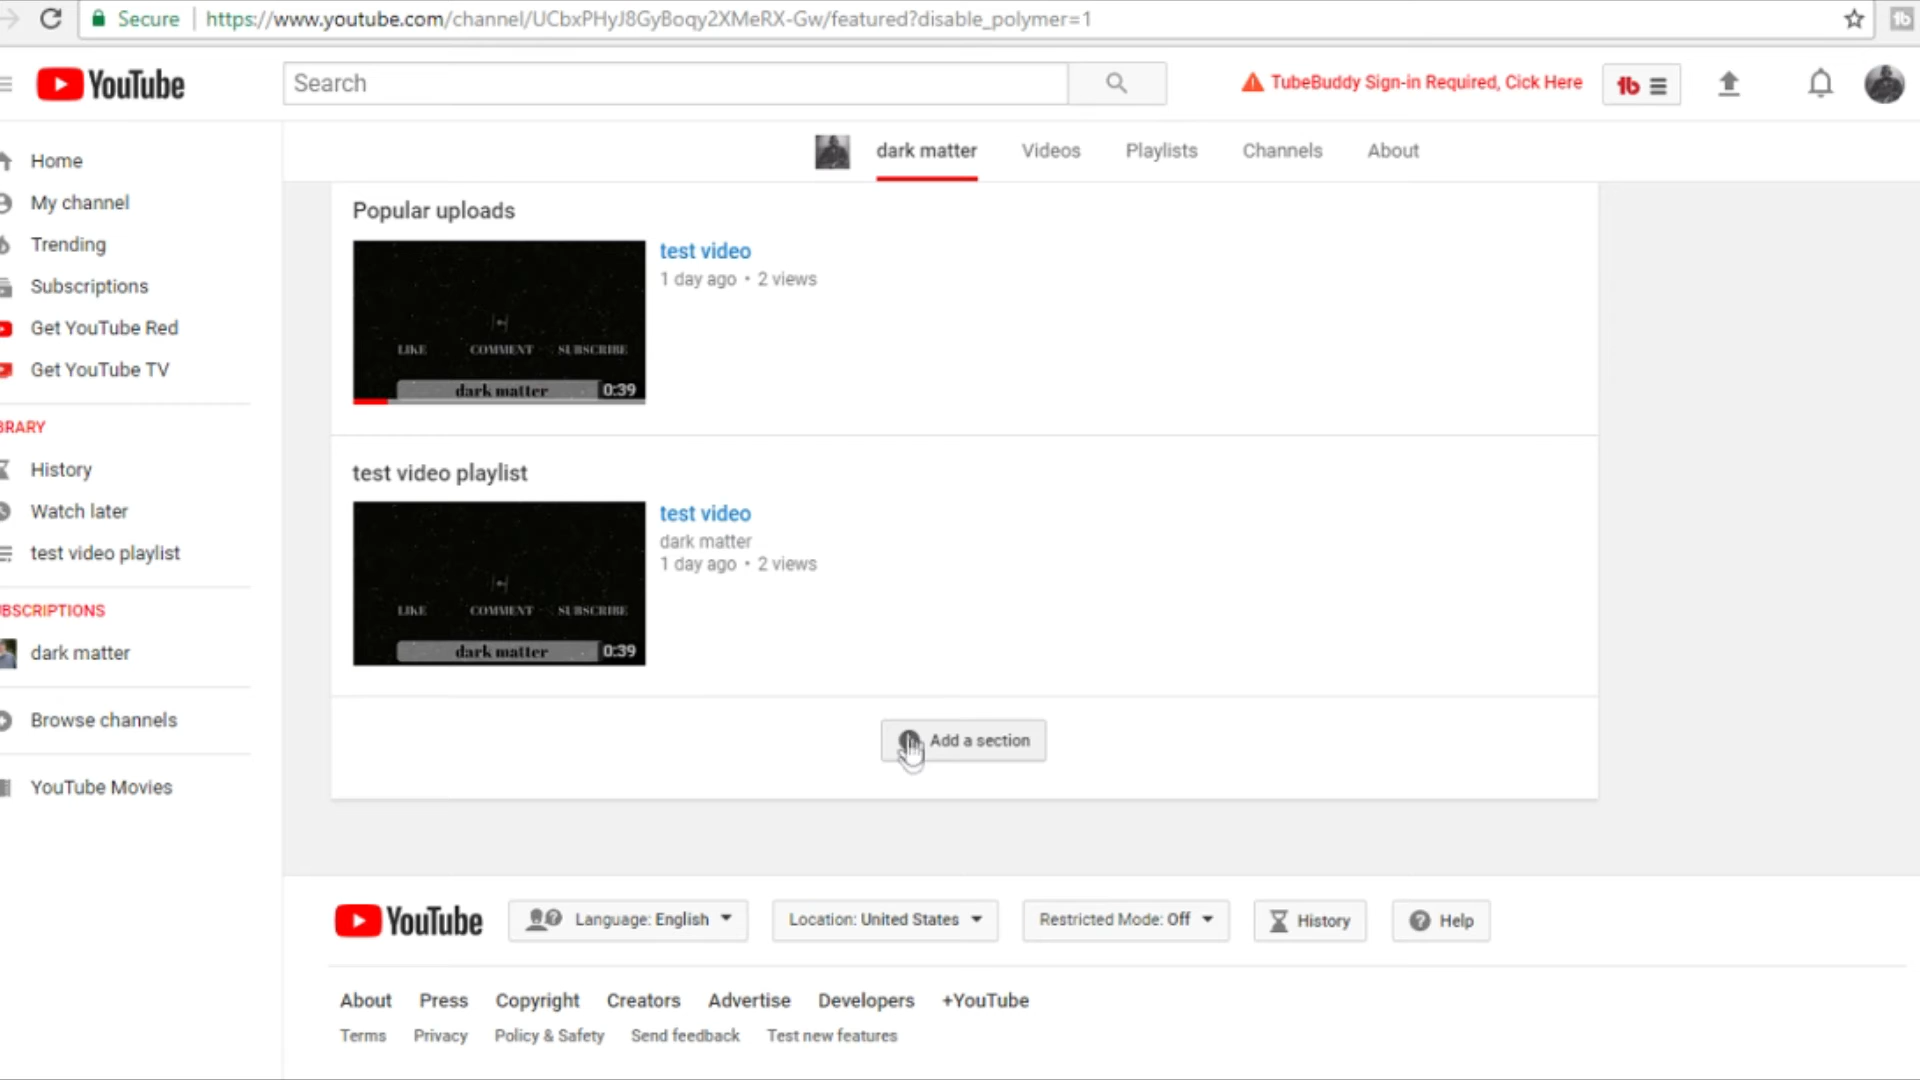 Secure https://www.youtube.com/channel/UCbxPHyJ8GyBoqy2XMeRX-Gw/featured?disable_polymer=1
YouTube
Search
TubeBuddy Sign-in Required, Cick Here
tb
dark matter Videos Playlists Channels About
Home
My channel
Trending
Subscriptions
Get YouTube Red
Get YouTube TV
BRARY
History
Watch later
test video playlist
UBSCRIPTIONS
dark matter
Browse channels
YouTube Movies
Popular uploads
test video
1 day ago • 2 views
LIKE COMMENT SUBSCRIBE
dark matter 0:39
test video playlist
test video
dark matter
1 day ago • 2 views
LIKE COMMENT SUBSCRIBE
dark matter 0:39
Add a section
YouTube Language: English Location: United States Restricted Mode: Off History Help
About Press Copyright Creators Advertise Developers +YouTube
Terms Privacy Policy & Safety Send feedback Test new features